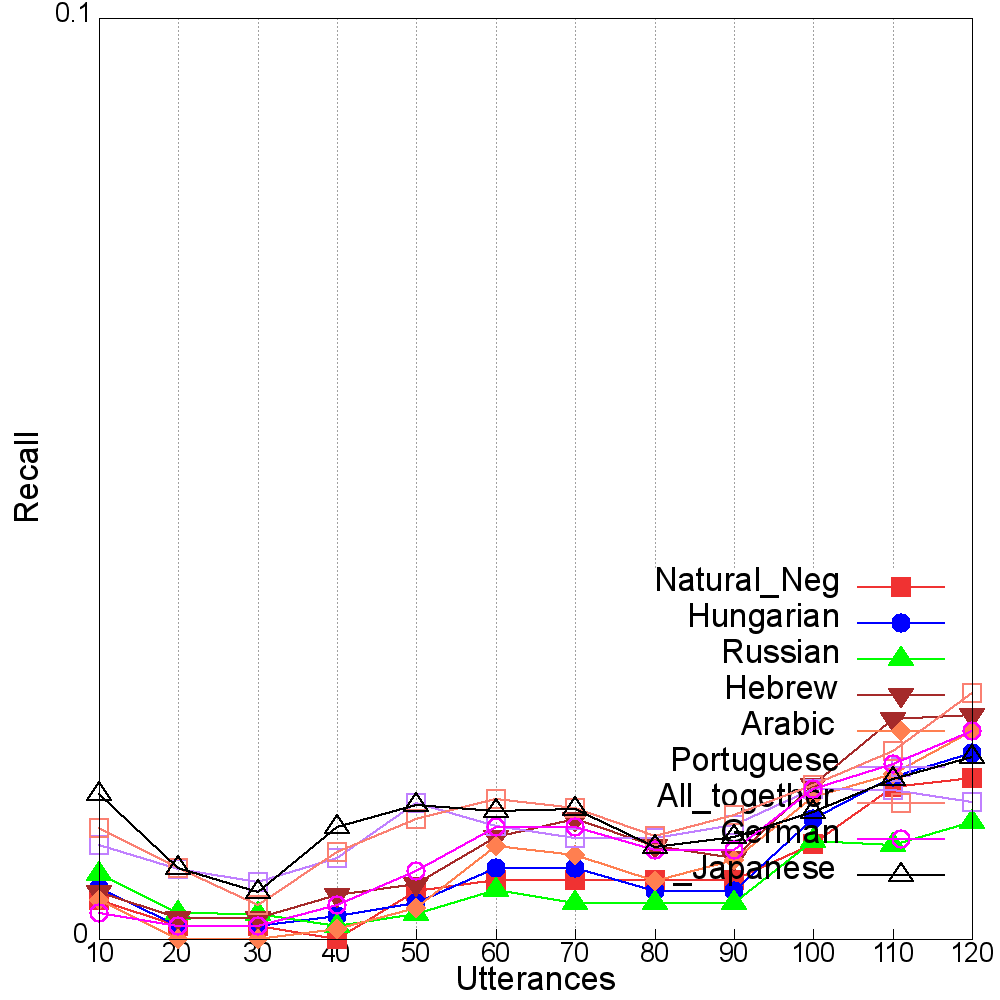 0.1
Recall
Natural_Neg
Hungarian
Russian
Hebrew
Arabic
Portuguese
All_together
German
_Japanese
0
10 20 30 40 50 60 70 80 90 100 110 120
Utterances